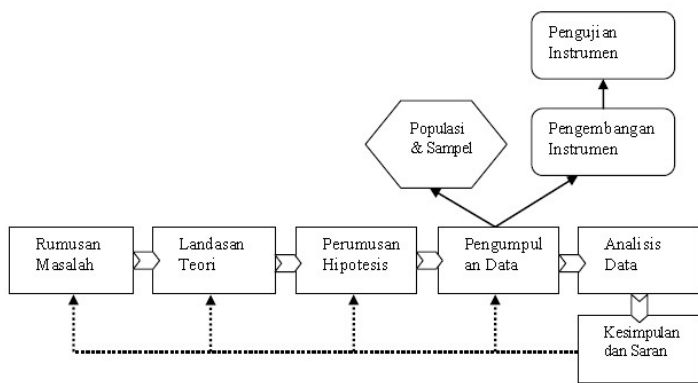 Pengujian
Instrumen
Populasi
& Sampel
Pengembangan
Instrumen
Rumusan
Masalah
Landasan
Teori
Perumusan
Hipotesis
Pengumpul
an Data
Analisis
Data
Kesimpulan
dan Saran